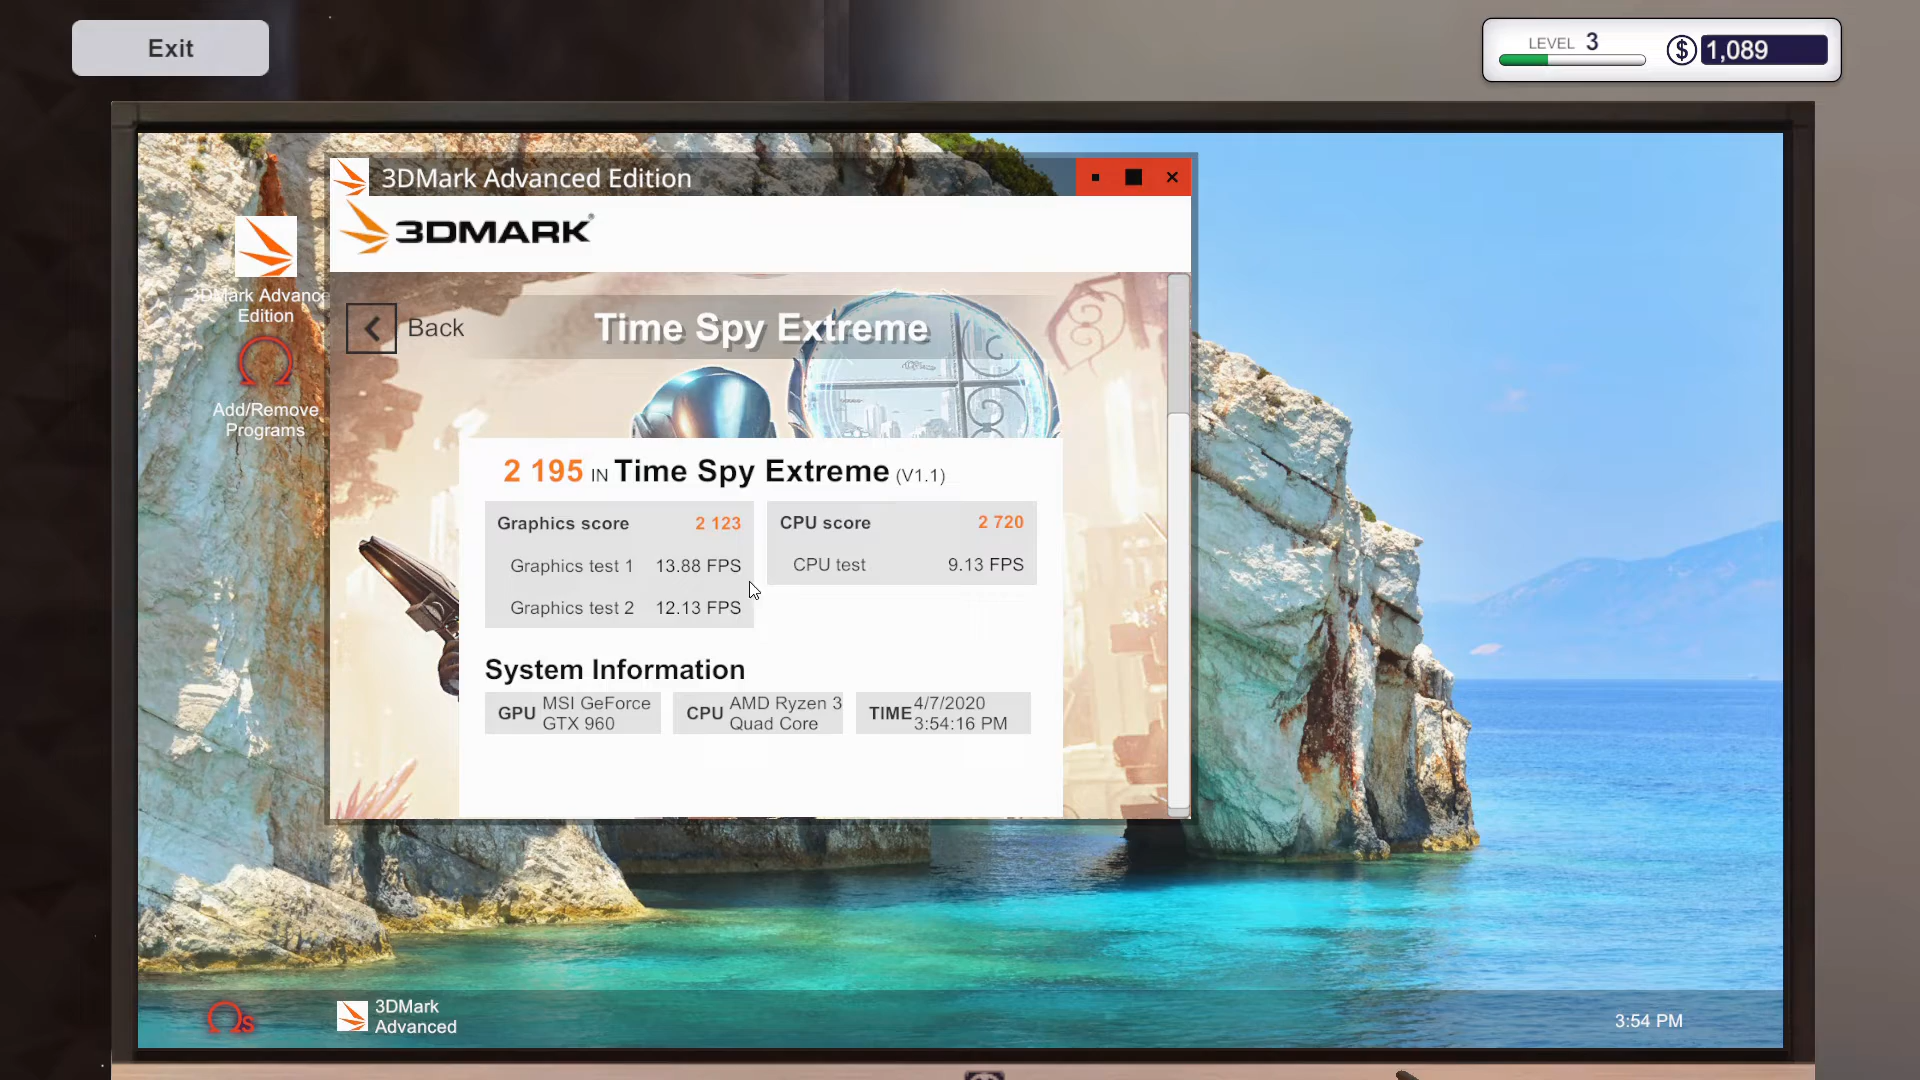 Exit
LEVEL 3
$ 1,089
3DMark Advanced Edition
3DMARK®
3DMark Advance
Edition
Add/Remove
Programs
Back
Time Spy Extreme
2 195 IN Time Spy Extreme (V1.1)
Graphics score 2 123
Graphics test 1 13.88 FPS
Graphics test 2 12.13 FPS
CPU score 2 720
CPU test 9.13 FPS
System Information
GPU MSI GeForce
GTX 960
CPU AMD Ryzen 3
Quad Core
TIME 4/7/2020
3:54:16 PM
Ωs
3DMark
Advanced
3:54 PM